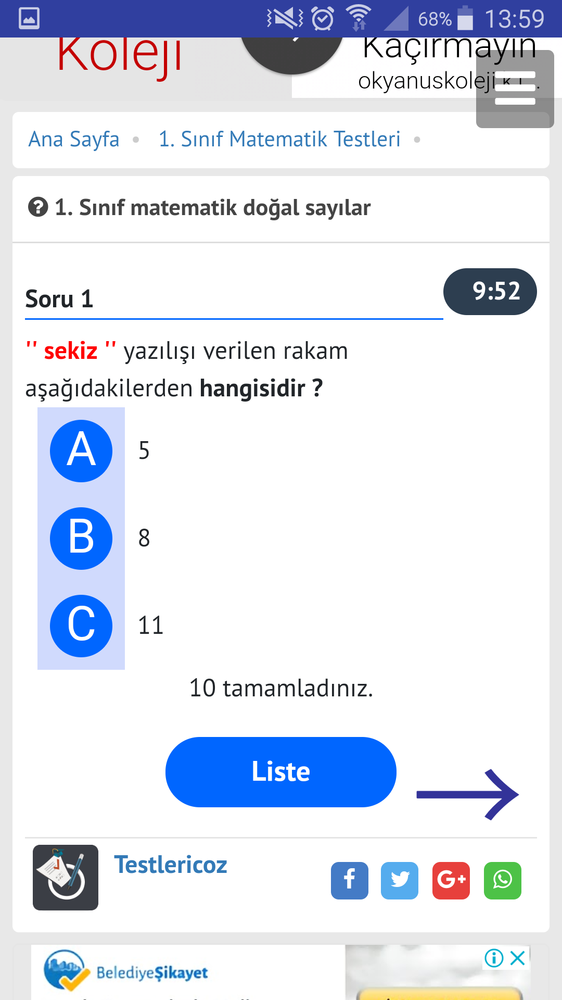 68% 13:59
Koleji
Kaçırmayın
okyanuskoleji.k1
Ana Sayfa • 1. Sınıf Matematik Testleri •
1. Sınıf matematik doğal sayılar
9:52
Soru 1
'' sekiz '' yazılışı verilen rakam
aşağıdakilerden hangisidir ?
A 5
B 8
C 11
10 tamamladınız.
Liste
Testlericoz
f G+
BelediyeŞikayet